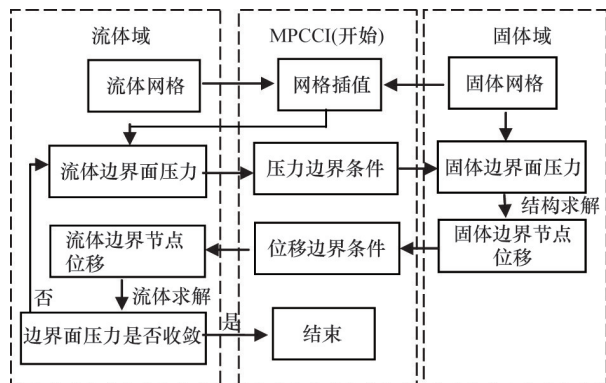 流体域
MPCCI(开始)
固体域
流体网格
网格插值
固体网格
流体边界面压力
压力边界条件
固体边界面压力
结构求解
流体边界节点
位移
位移边界条件
固体边界节点
位移
否
流体求解
边界面压力是否收敛
是
结束